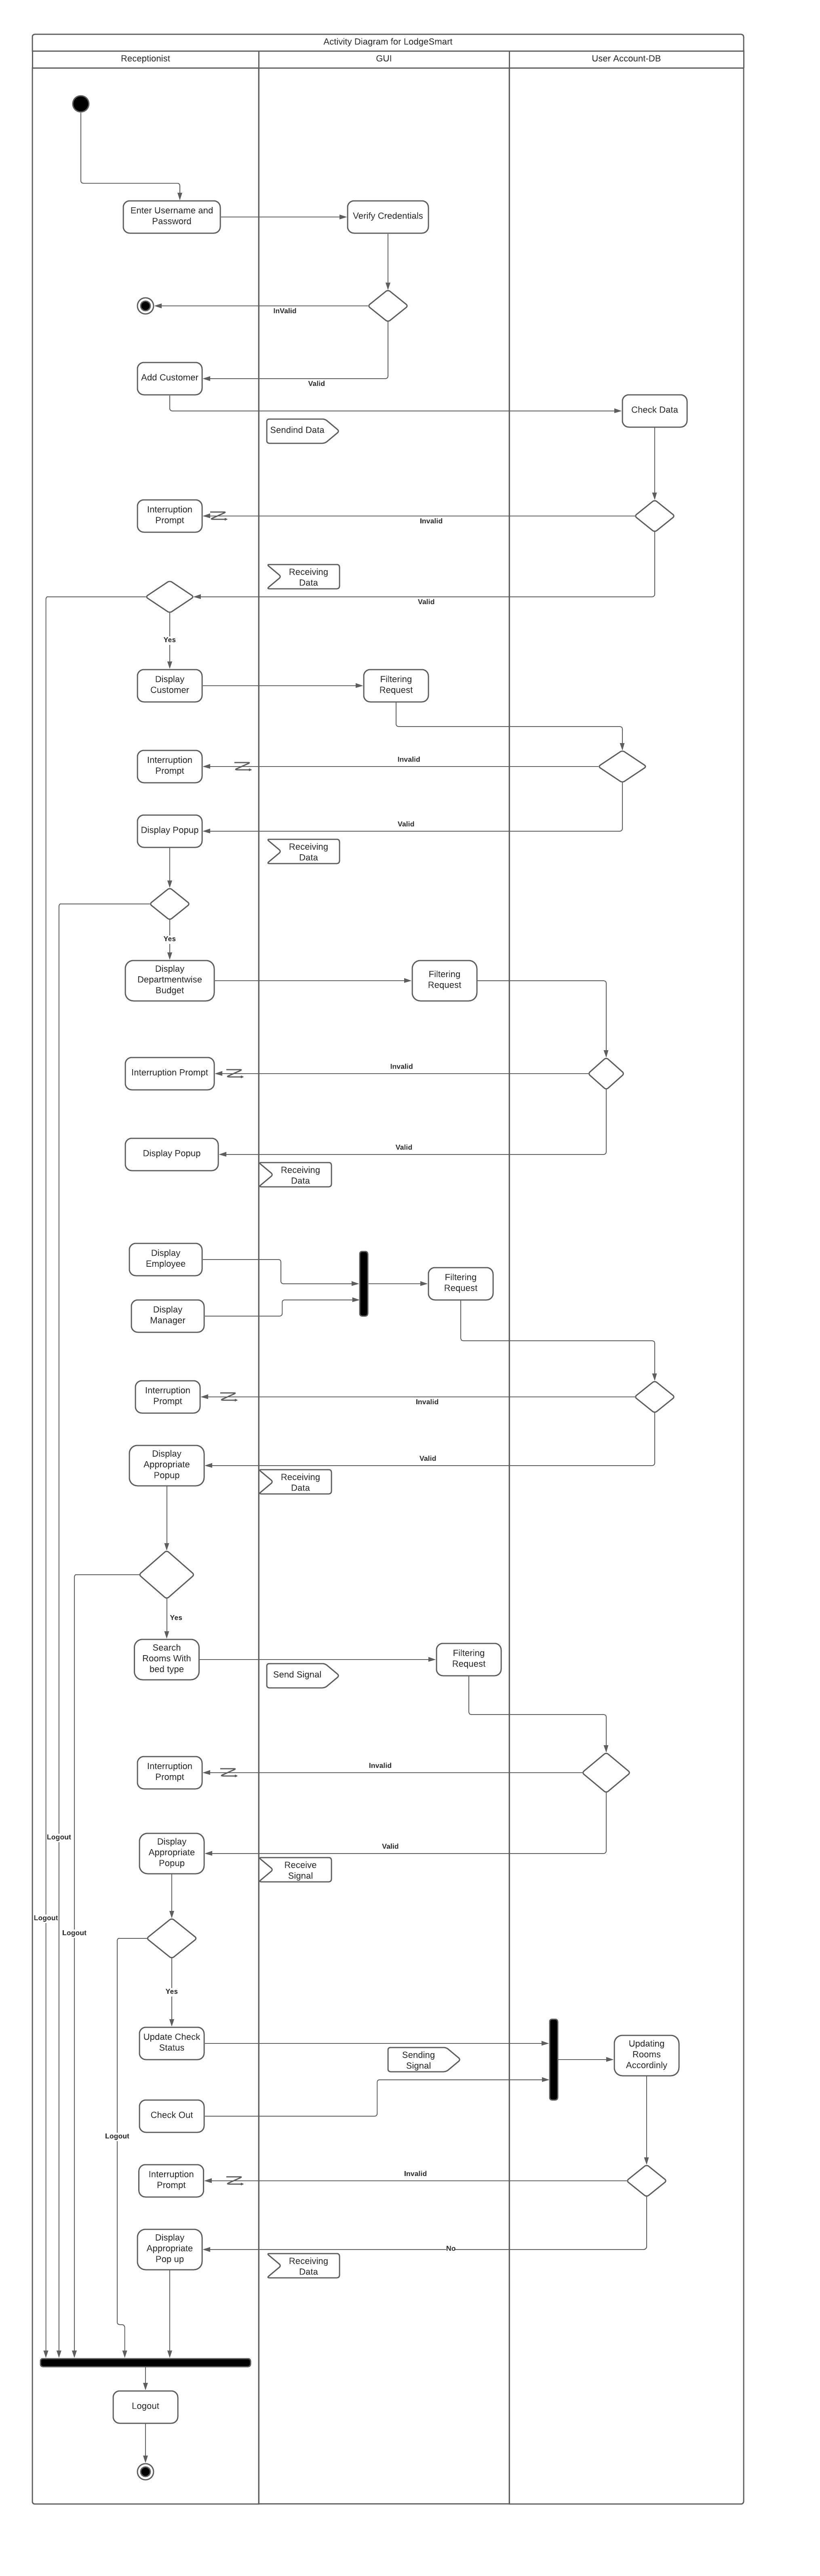 Activity Diagram for LodgeSmart
Receptionist
GUI
User Account-DB
Enter Username and
Password
Verify Credentials
InValid
Add Customer
Valid
Check Data
Sendind Data
Interruption
Prompt
Invalid
Receiving
Data
Valid
Yes
Display
Customer
Filtering
Request
Interruption
Prompt
Invalid
Display Popup
Valid
Receiving
Data
Yes
Display
Departmentwise
Budget
Filtering
Request
Interruption Prompt
Invalid
Display Popup
Valid
Receiving
Data
Display
Employee
Filtering
Request
Display
Manager
Interruption
Prompt
Invalid
Display
Appropriate
Popup
Valid
Receiving
Data
Yes
Search
Rooms With
bed type
Filtering
Request
Send Signal
Interruption
Prompt
Invalid
Logout
Display
Appropriate
Popup
Valid
Receive
Signal
Logout
Logout
Yes
Update Check
Status
Sending
Signal
Updating
Rooms
Accordinly
Check Out
Logout
Interruption
Prompt
Invalid
Display
Appropriate
Pop up
No
Receiving
Data
Logout